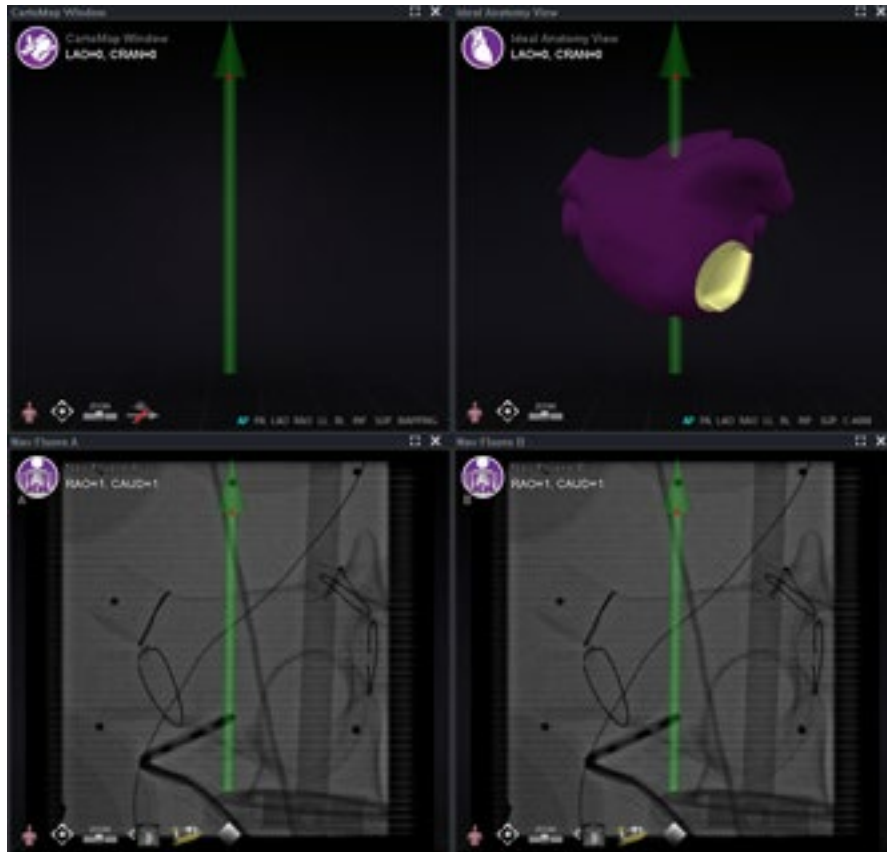 CartoMap Window
CartoMap Window
LAO=0, CRAN=0
Ideal Anatomy View
Ideal Anatomy View
LAO=0, CRAN=0
AP PA LAO RAO LL RL INF SUP MAPPING
AP PA LAO RAO LL RL INF SUP C-ARM
Nav Fluoro A
RAO=1, CAUD=1
A
Nav Fluoro B
RAO=1, CAUD=1
B